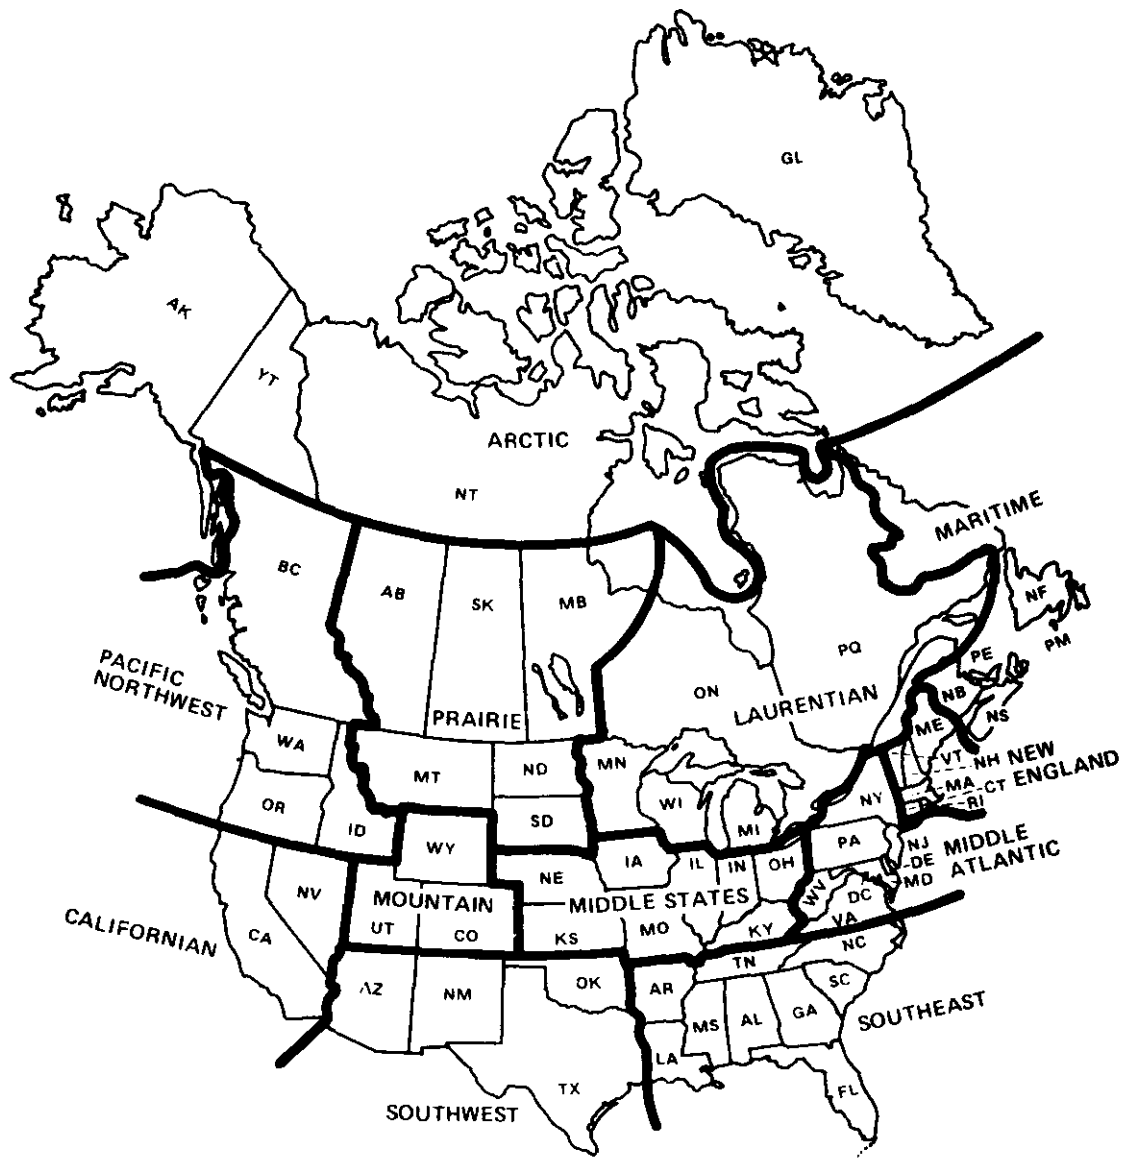 GL
AK
YT
ARCTIC
NT
MARITIME
BC
AB
SK
MB
NF
PM
PQ
PE
PACIFIC
NORTHWEST
ON
LAURENTIAN
NB
NS
PRAIRIE
ME
WA
MT
ND
MN
VT
NH
NEW
ENGLAND
MA
CT
RI
OR
ID
SD
WI
MI
NY
WY
IA
IL
IN
OH
PA
NJ
DE
MD
MIDDLE
ATLANTIC
NV
NE
MOUNTAIN
MIDDLE STATES
WV
DC
VA
CALIFORNIAN
CA
UT
CO
KS
MO
KY
NC
TN
AZ
NM
OK
AR
SC
MS
AL
GA
SOUTHEAST
LA
TX
FL
SOUTHWEST